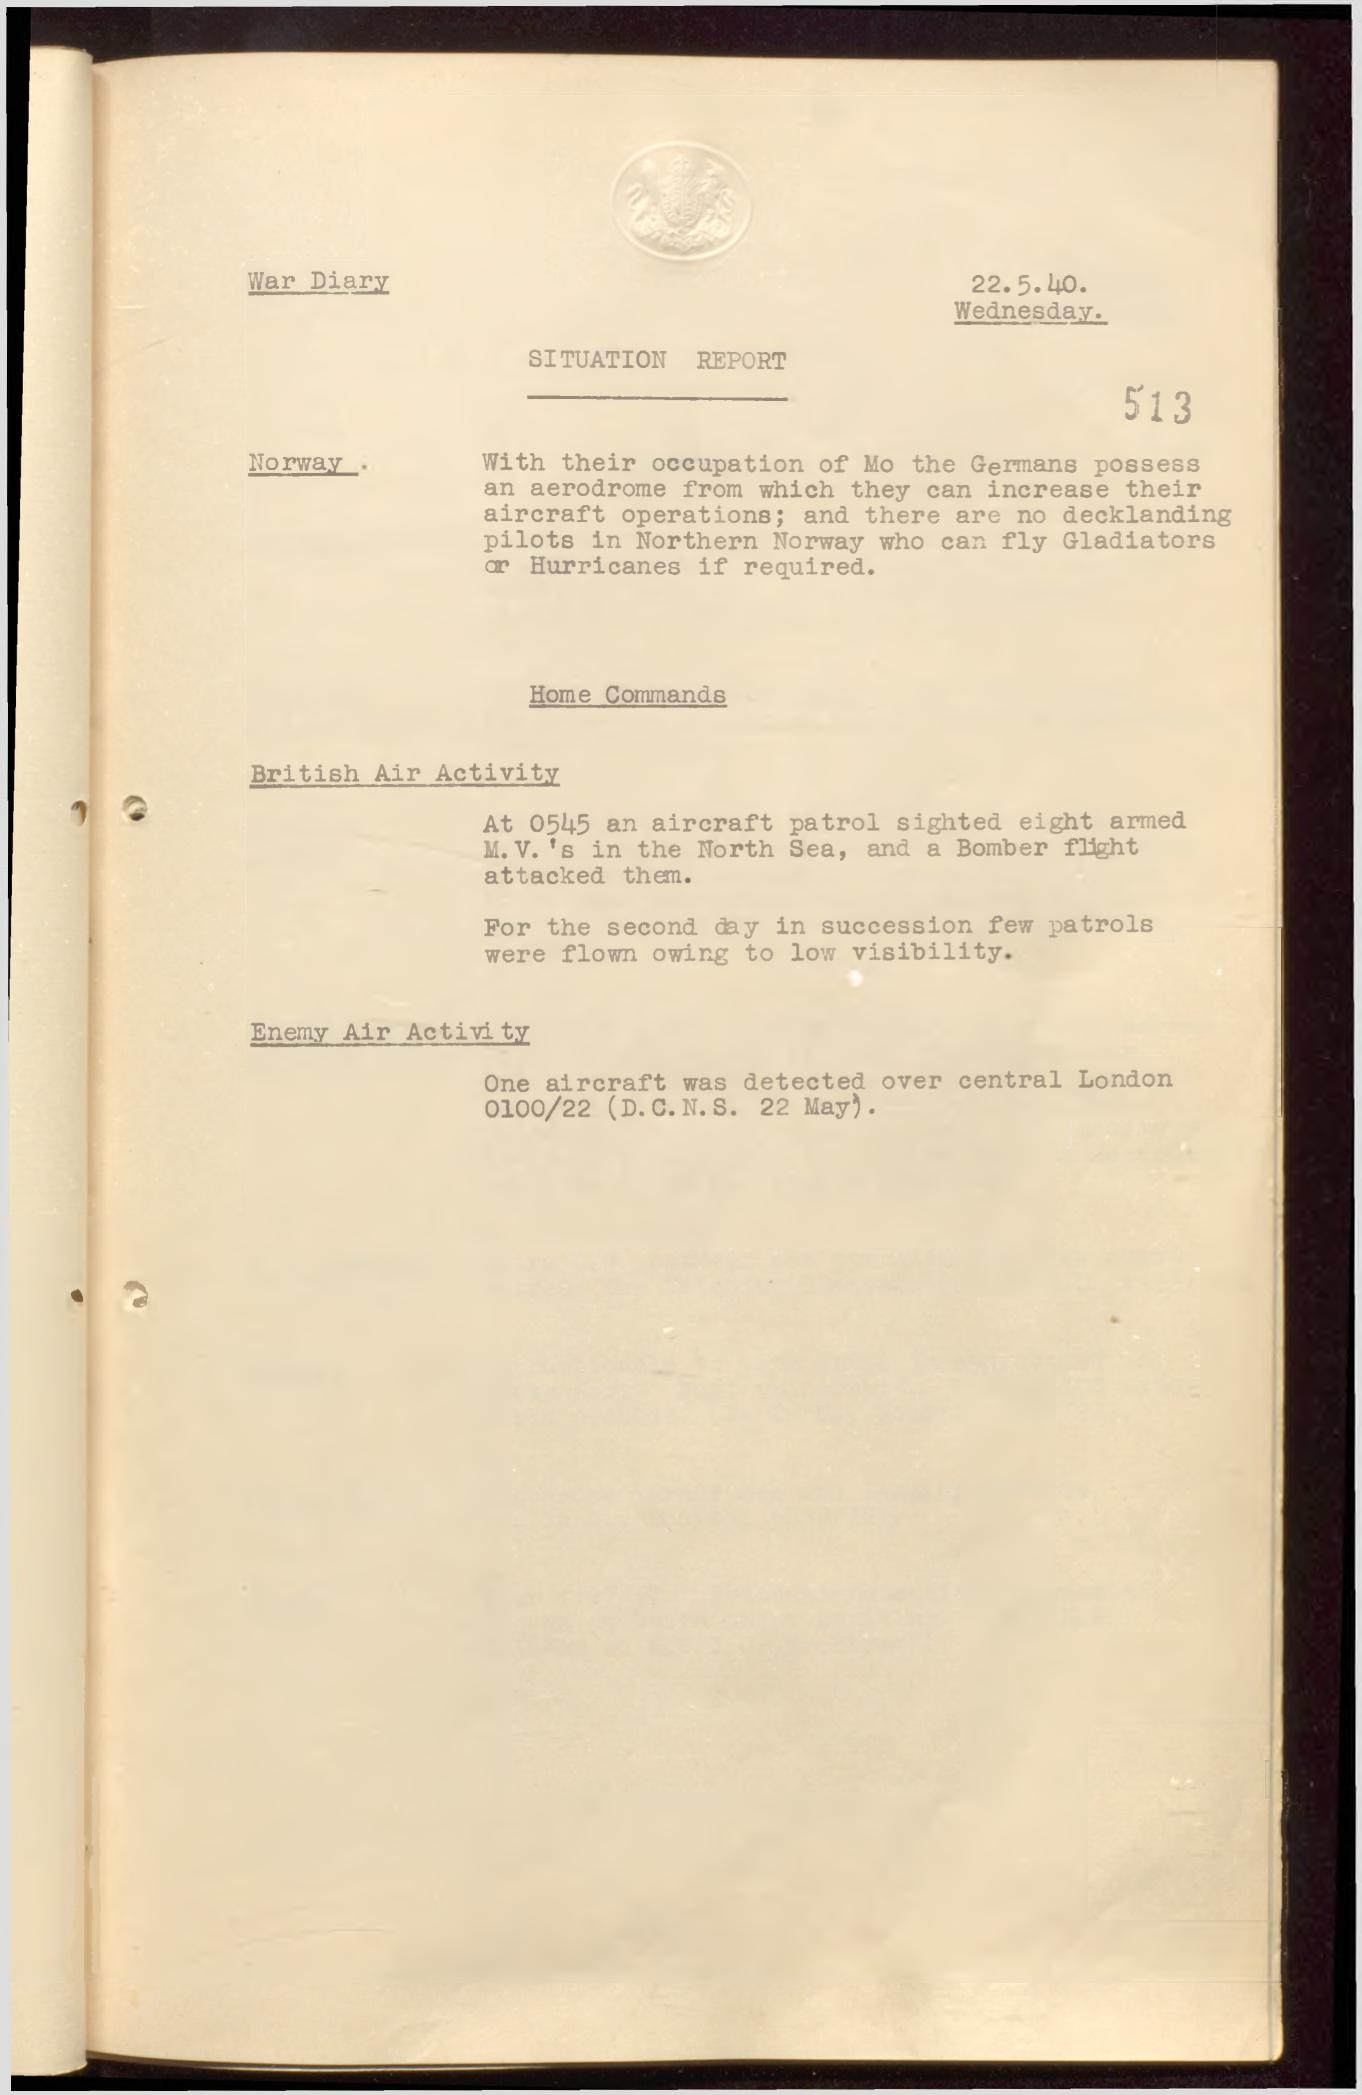 War Diary
22.5.40.
Wednesday.
SITUATION REPORT
513
Norway .
With their occupation of Mo the Germans possess
an aerodrome from which they can increase their
aircraft operations; and there are no decklanding
pilots in Northern Norway who can fly Gladiators
or Hurricanes if required.
Home Commands
British Air Activity
At 0545 an aircraft patrol sighted eight armed
M.V.'s in the North Sea, and a Bomber flight
attacked them.
For the second day in succession few patrols
were flown owing to low visibility.
Enemy Air Activity
One aircraft was detected over central London
0100/22 (D.C.N.S. 22 May).